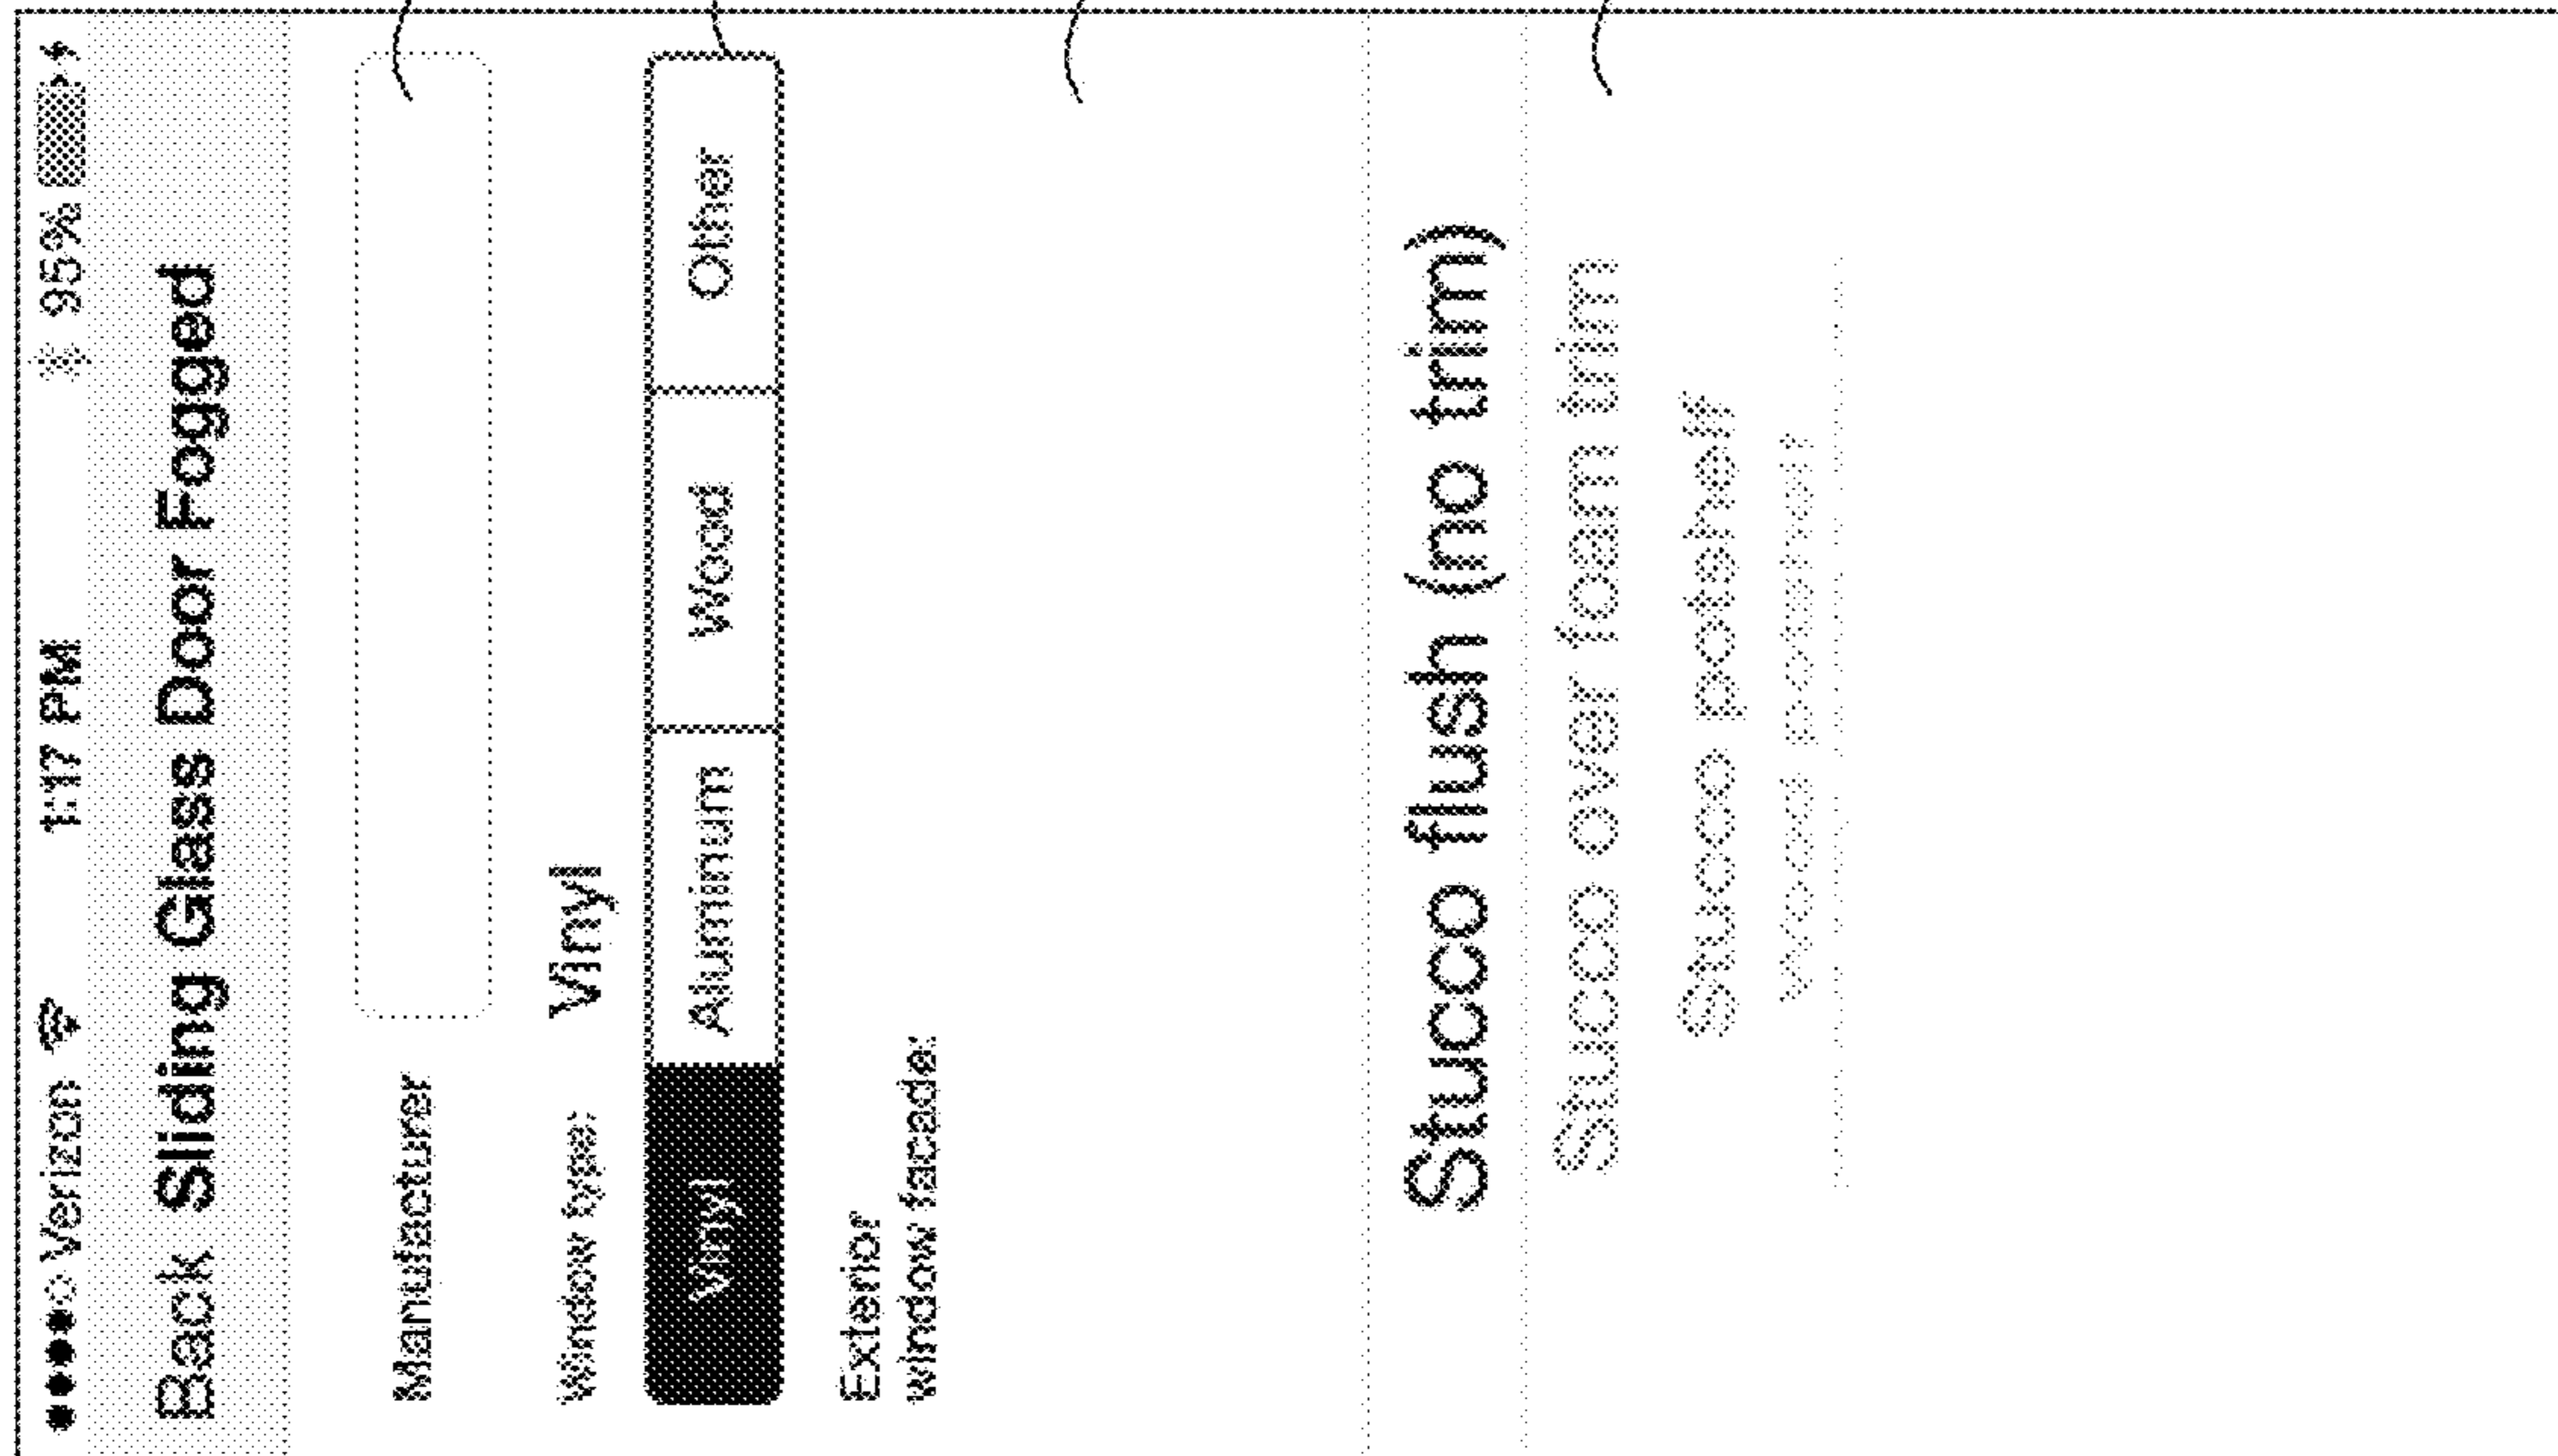 Verizon 1:17 PM 95%
Back Sliding Glass Door Fogged
Manufacturer
Window type: Vinyl
Vinyl Aluminum Wood Other
Exterior
window facade:
Stucco flush (no trim)
Stucco over foam trim
Stucco potshelf